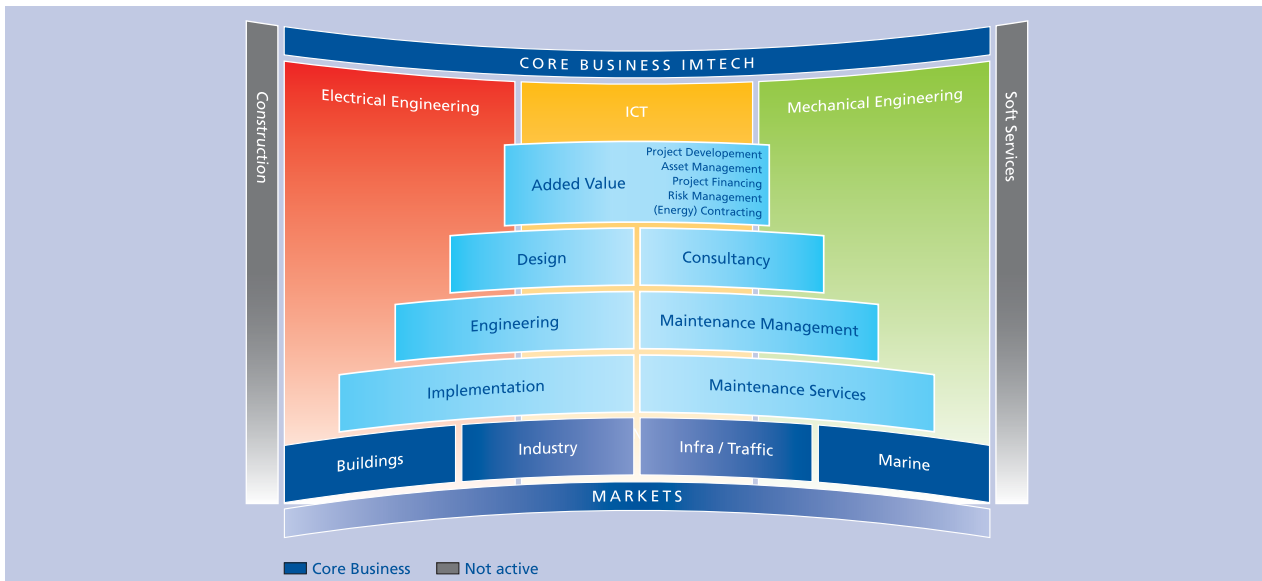 CORE BUSINESS IMTECH
Construction
Electrical Engineering
ICT
Mechanical Engineering
Soft Services
Added Value
Project Developement
Asset Management
Project Financing
Risk Management
(Energy) Contracting
Design
Consultancy
Engineering
Maintenance Management
Implementation
Maintenance Services
Buildings
Industry
Infra / Traffic
Marine
MARKETS
Core Business
Not active